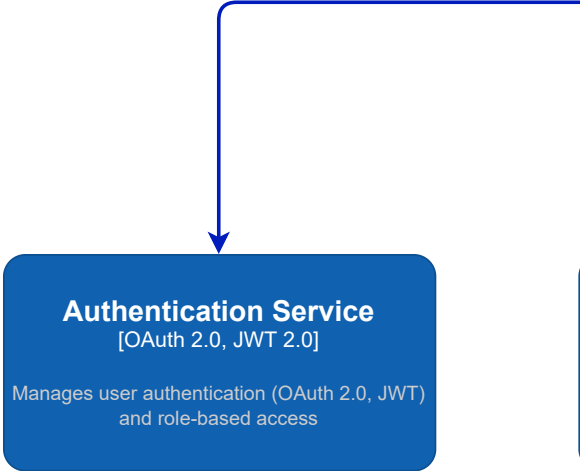 Authentication Service
[OAuth 2.0, JWT 2.0]
Manages user authentication (OAuth 2.0, JWT)
and role-based access